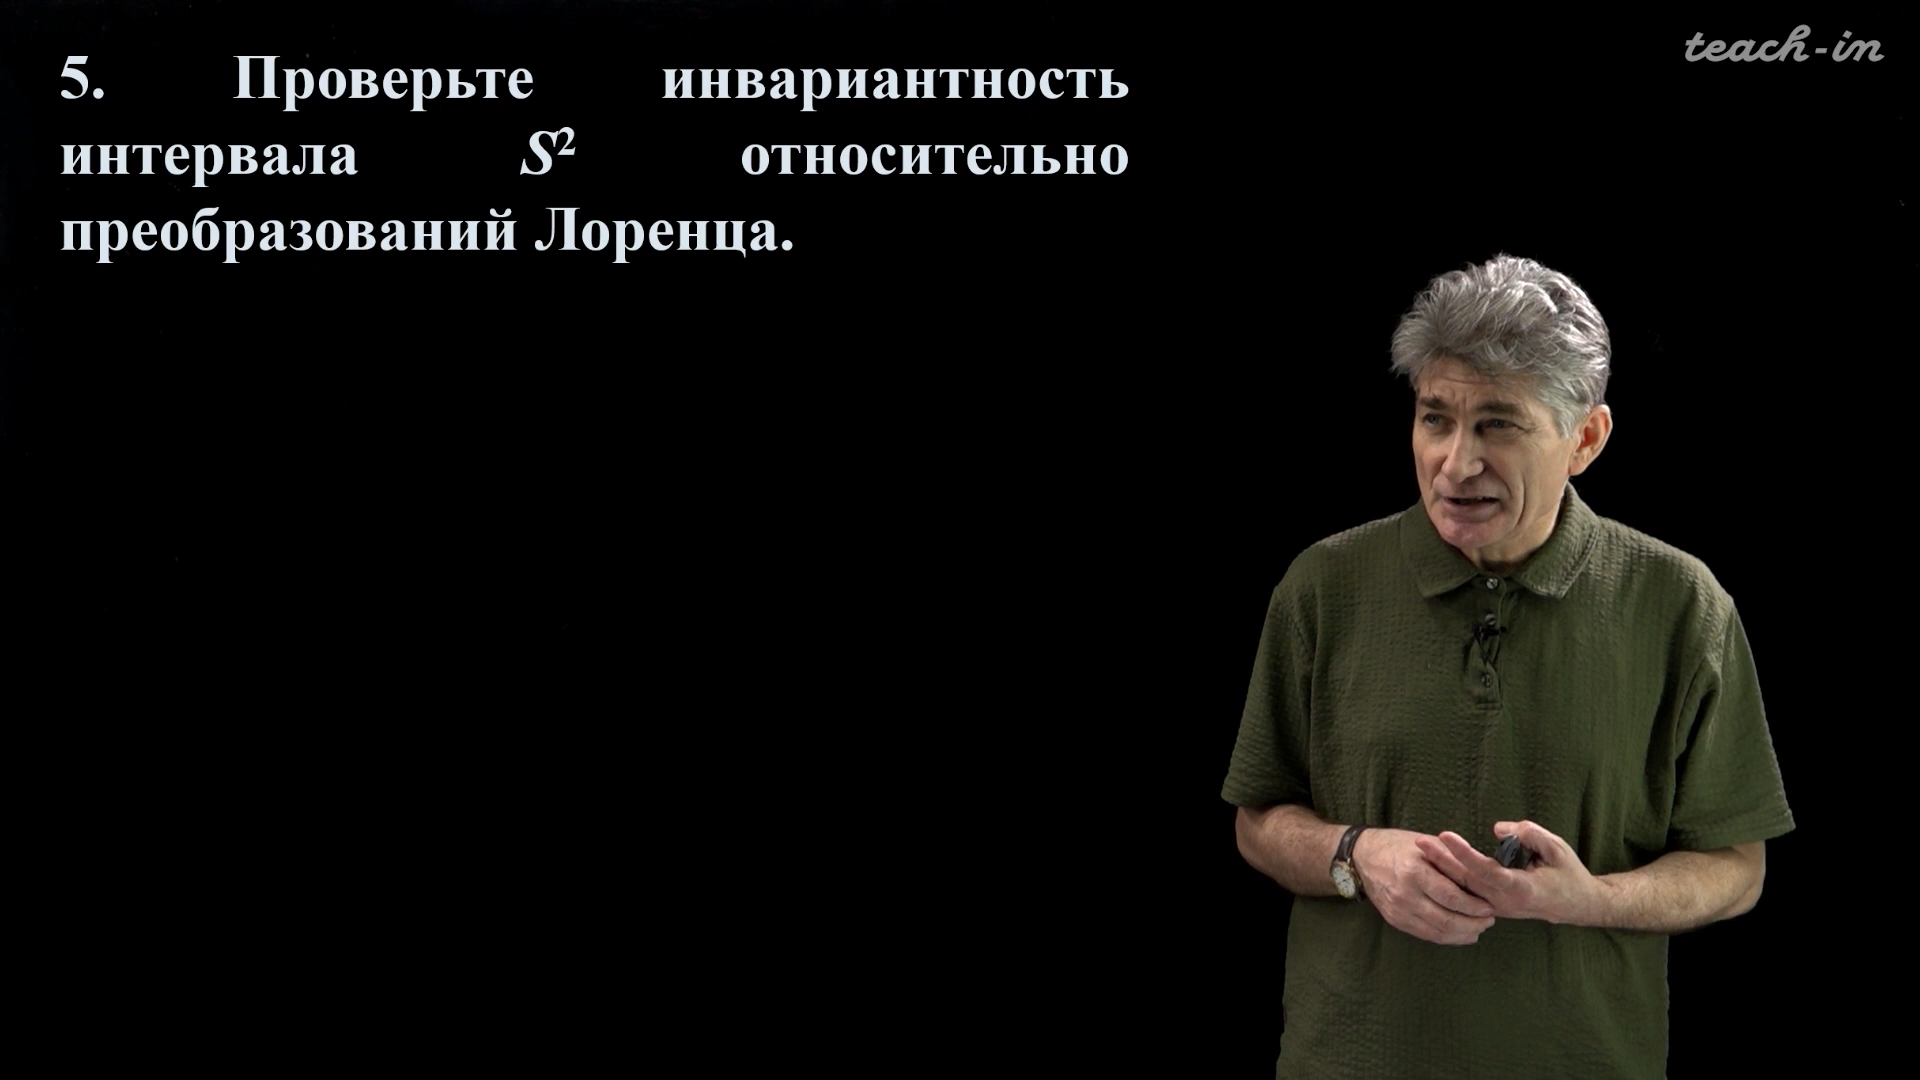 teach-in
5. Проверьте инвариантность
интервала S² относительно
преобразований Лоренца.